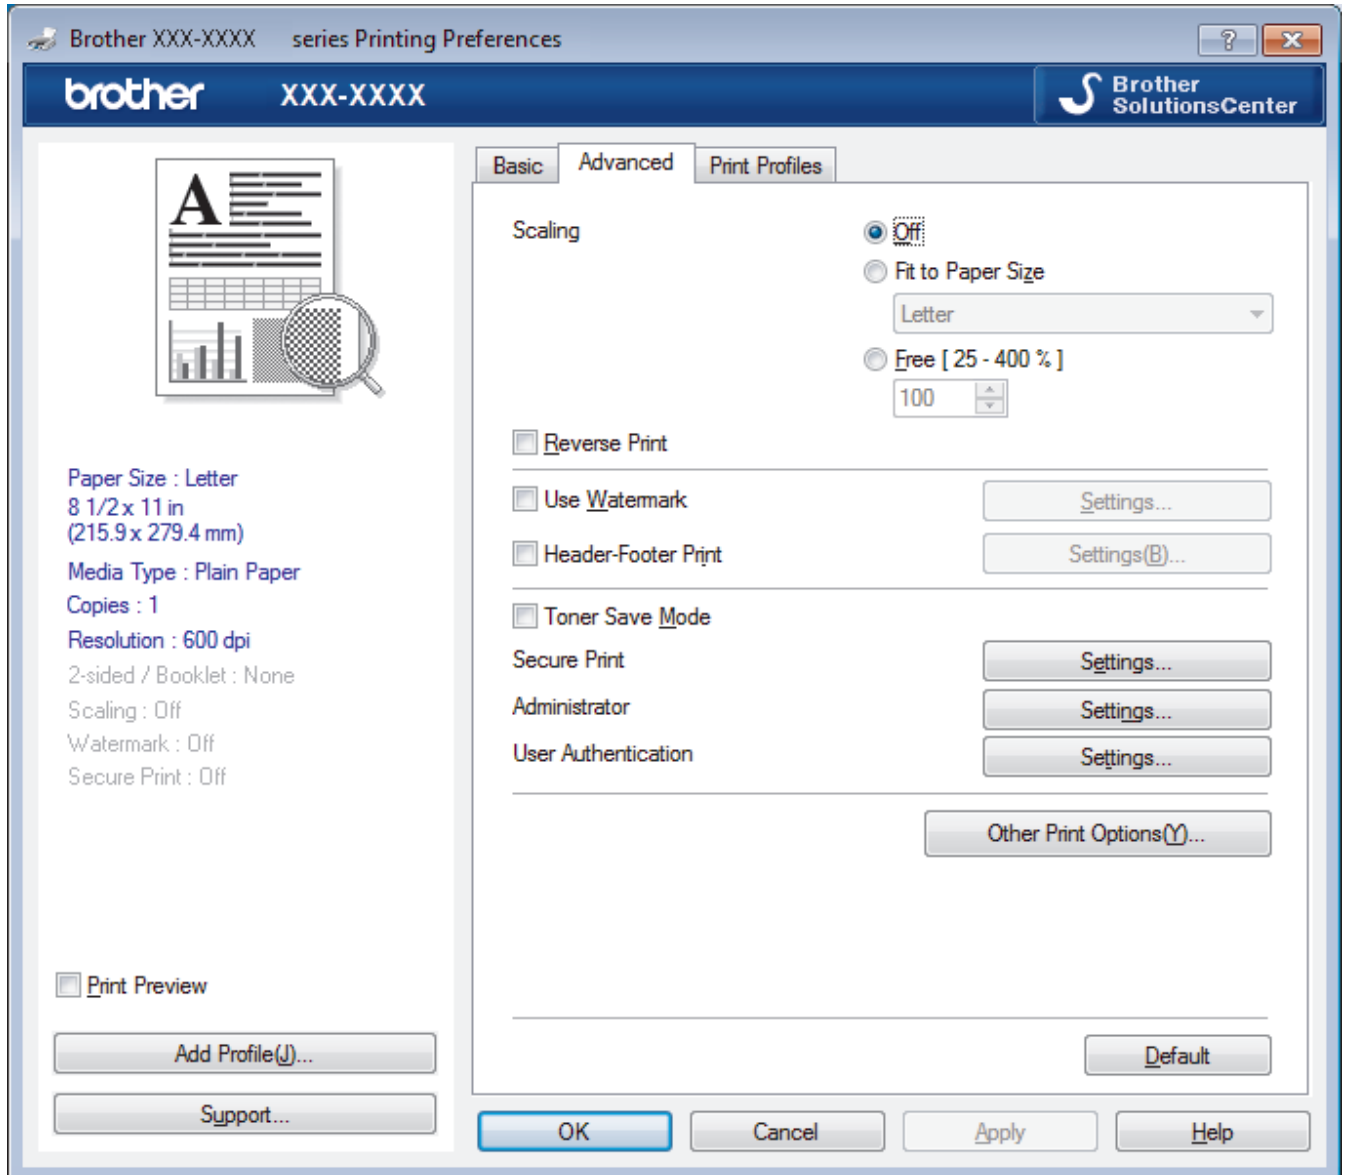 Brother XXX-XXXX series Printing Preferences
brother XXX-XXXX
Brother
SolutionsCenter
A
Paper Size : Letter
8 1/2 x 11 in
(215.9 x 279.4 mm)
Media Type : Plain Paper
Copies : 1
Resolution : 600 dpi
2-sided / Booklet : None
Scaling : Off
Watermark : Off
Secure Print : Off
Print Preview
Add Profile(J)...
Support...
Basic Advanced Print Profiles
Scaling Off
Fit to Paper Size
Letter
Free [ 25 - 400 % ]
100
Reverse Print
Use Watermark Settings...
Header-Footer Print Settings(B)...
Toner Save Mode
Secure Print Settings...
Administrator Settings...
User Authentication Settings...
Other Print Options(Y)...
Default
OK Cancel Apply Help